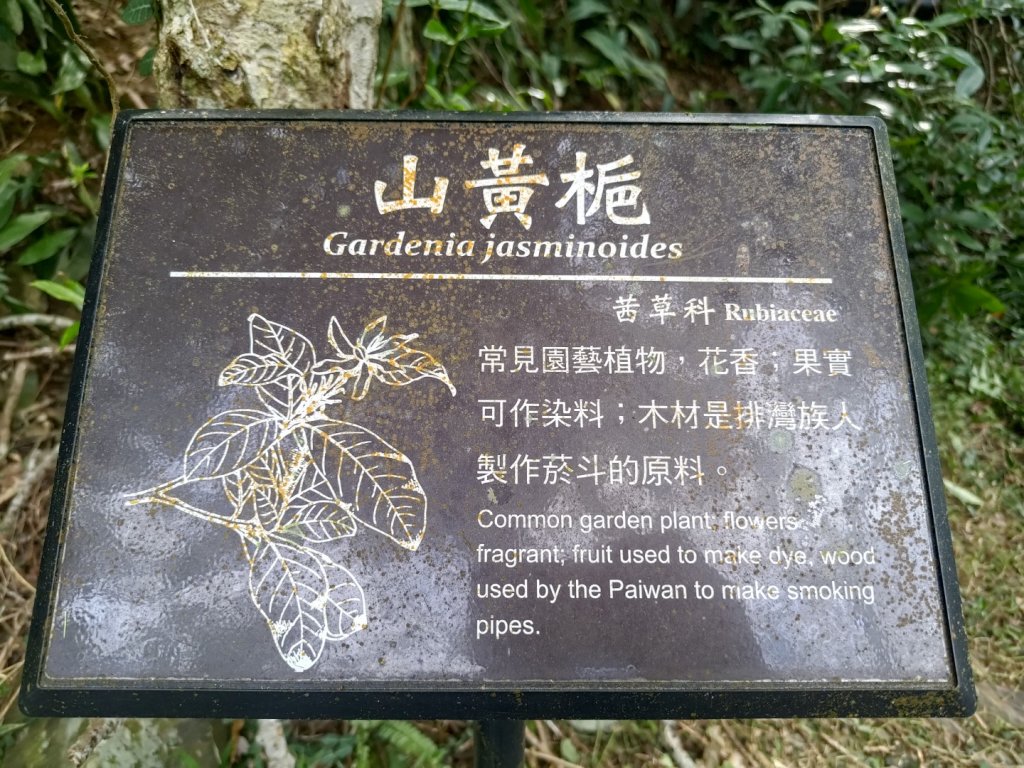 山黃梔
Gardenia jasminoides
茜草科 Rubiaceae
常見園藝植物，花香；果實
可作染料；木材是排灣族人
製作菸斗的原料。
Common garden plant; flowers
fragrant; fruit used to make dye, wood
used by the Paiwan to make smoking
pipes.